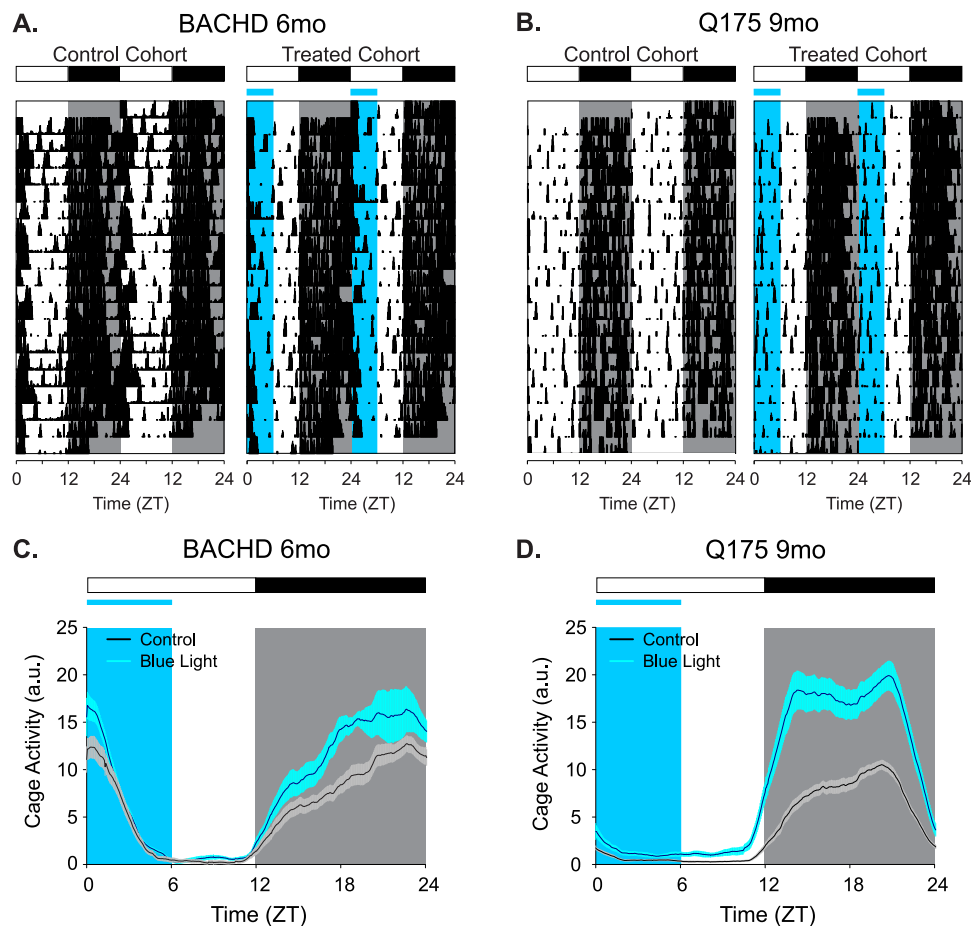 A. BACHD 6mo
Control Cohort Treated Cohort
0 12 24 12 24 0 12 24 12 24
Time (ZT) Time (ZT)
B. Q175 9mo
Control Cohort Treated Cohort
0 12 24 12 24 0 12 24 12 24
Time (ZT) Time (ZT)
C. BACHD 6mo
Control
Blue Light
Cage Activity (a.u.)
25
20
15
10
5
0
0 6 12 18 24
Time (ZT)
D. Q175 9mo
Control
Blue Light
Cage Activity (a.u.)
25
20
15
10
5
0
0 6 12 18 24
Time (ZT)